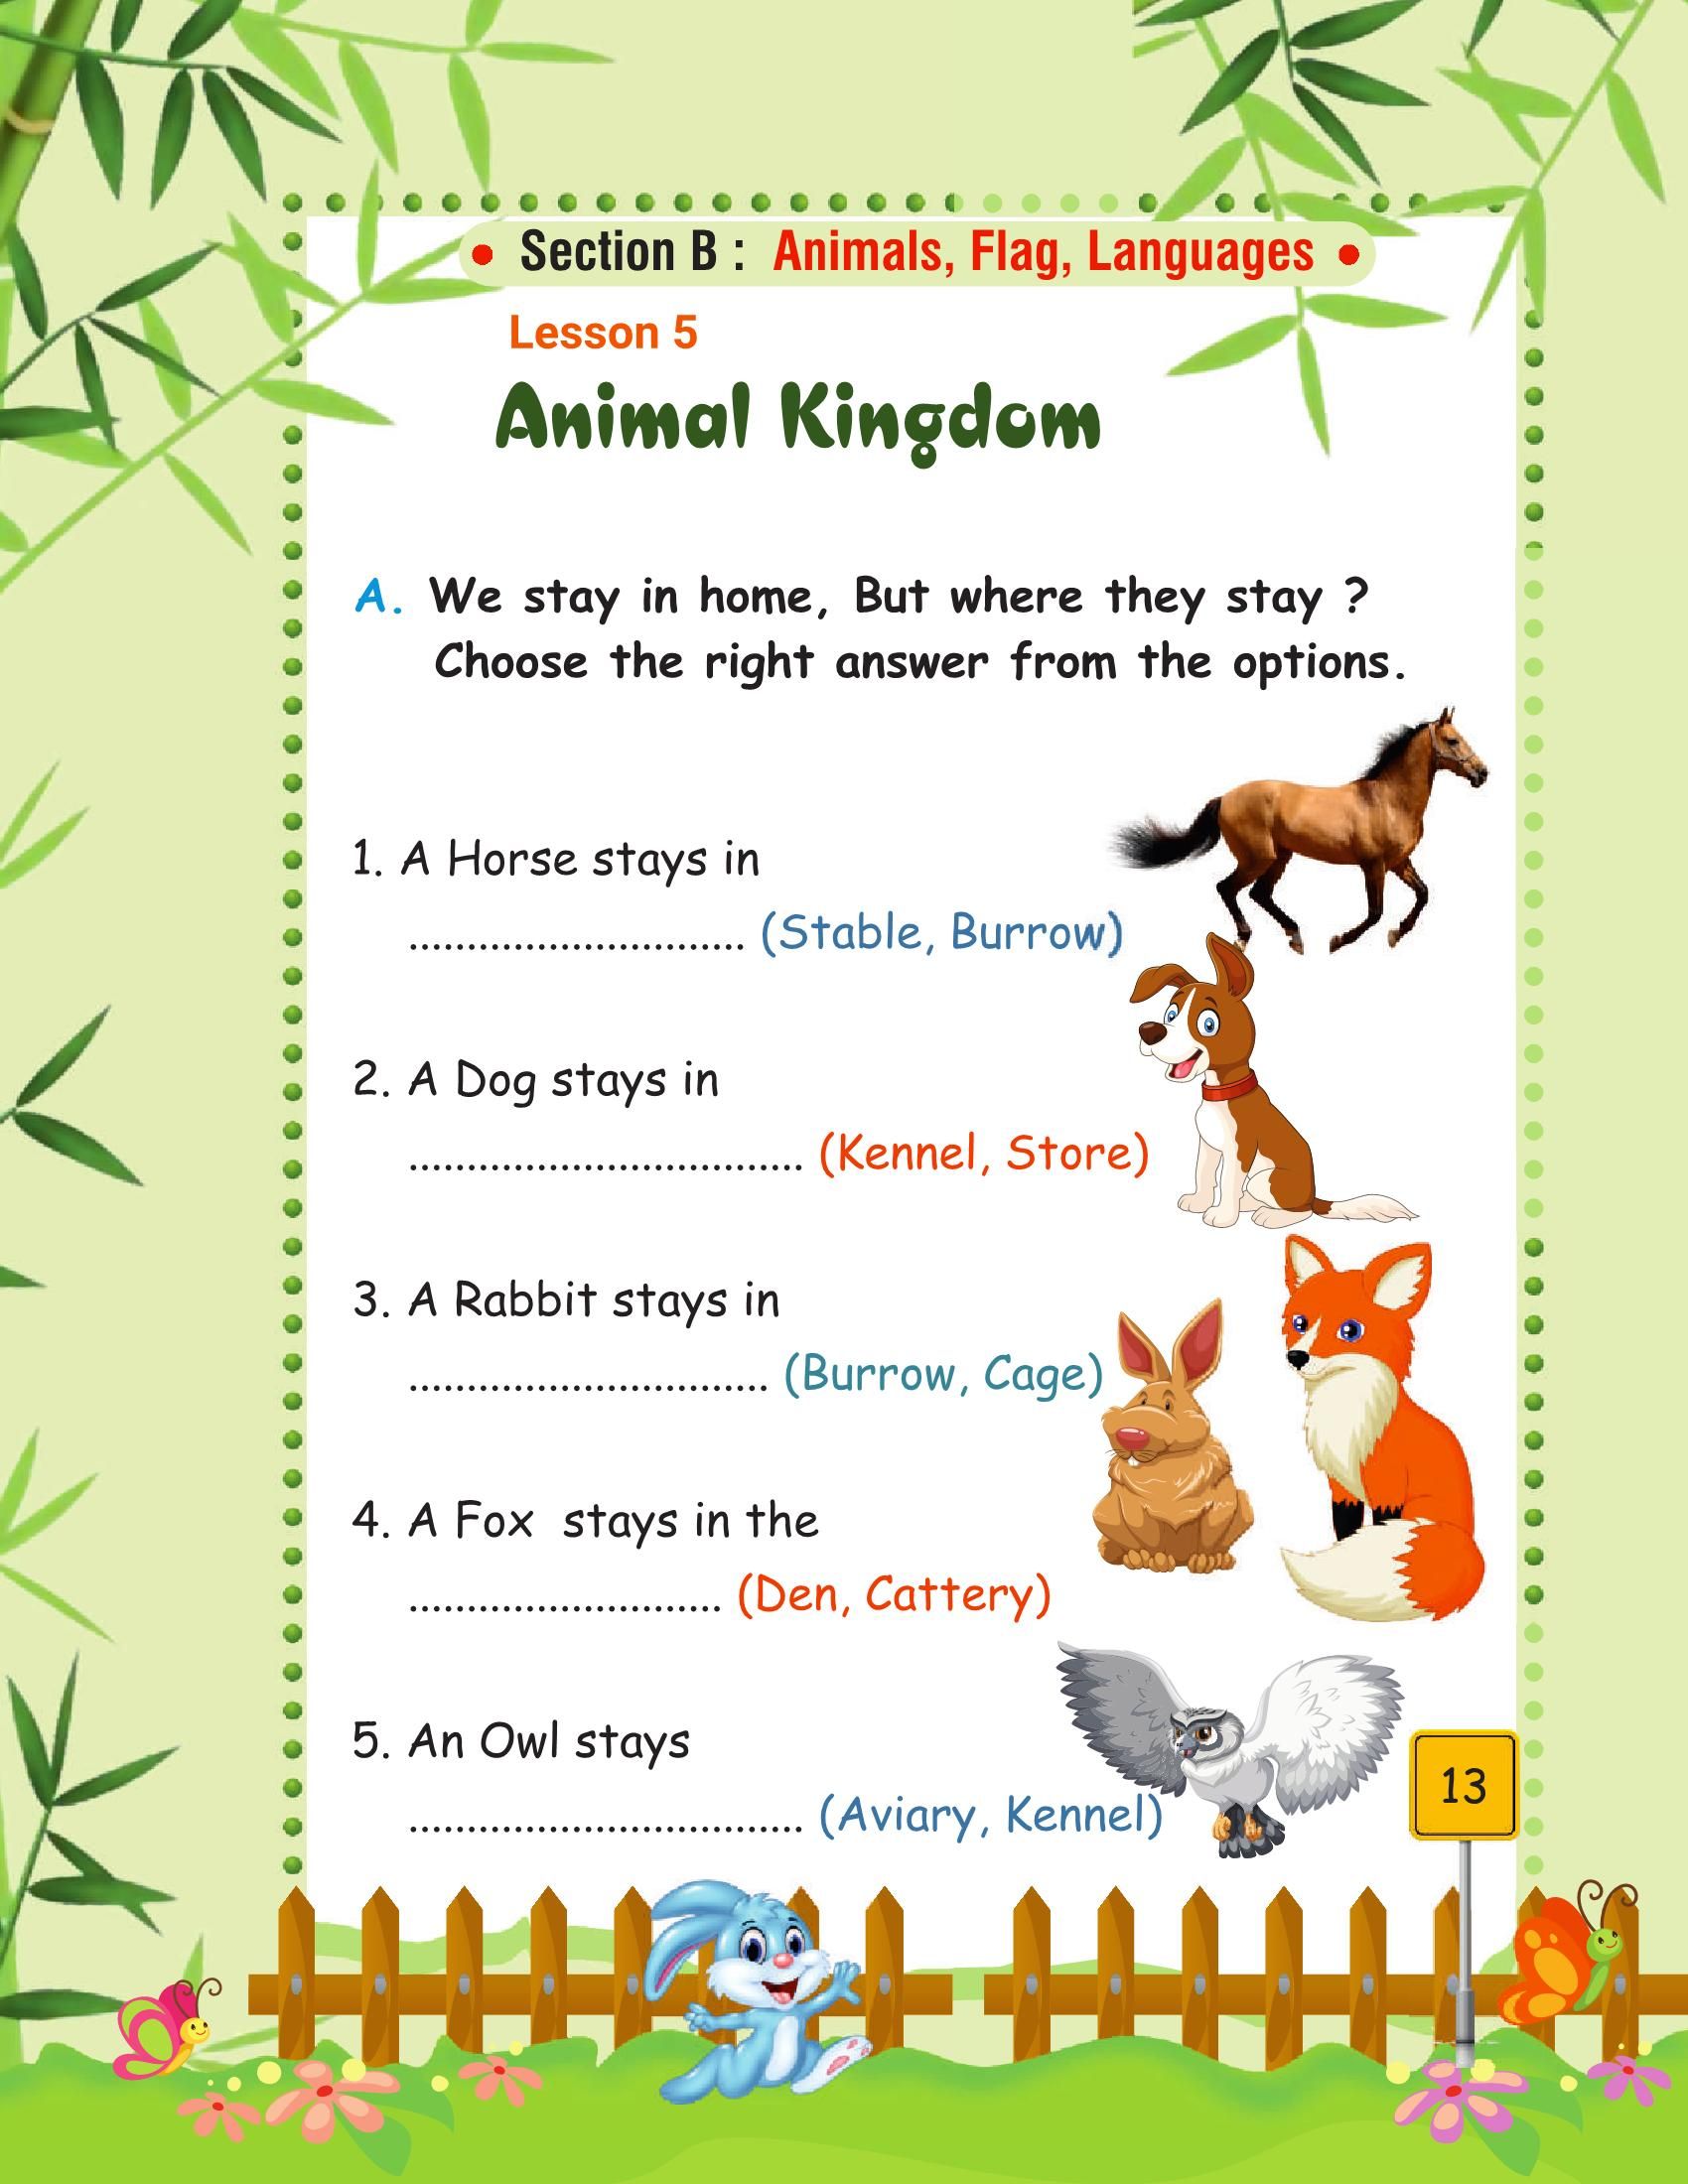 • Section B : Animals, Flag, Languages •
Lesson 5
Animal Kingdom
A. We stay in home, But where they stay ?
Choose the right answer from the options.
1. A Horse stays in
............................. (Stable, Burrow)
2. A Dog stays in
.................................. (Kennel, Store)
3. A Rabbit stays in
............................... (Burrow, Cage)
4. A Fox stays in the
........................... (Den, Cattery)
5. An Owl stays
.................................. (Aviary, Kennel)
13